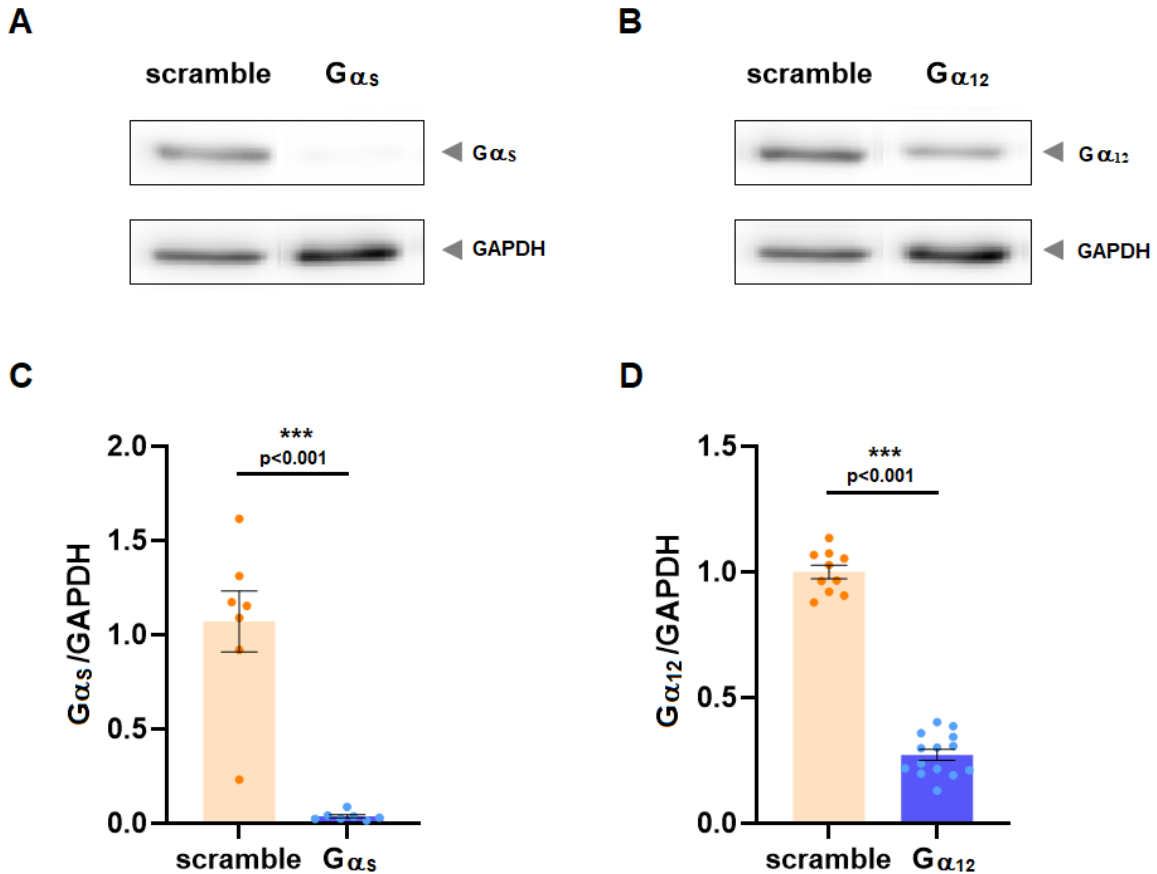 A
B
scramble GαS
scramble Gα12
GαS
Gα12
GAPDH
GAPDH
C
D
GαS/GAPDH
2.0
1.5
1.0
0.5
0.0
***
p<0.001
scramble GαS
Gα12/GAPDH
1.5
1.0
0.5
0.0
***
p<0.001
scramble Gα12